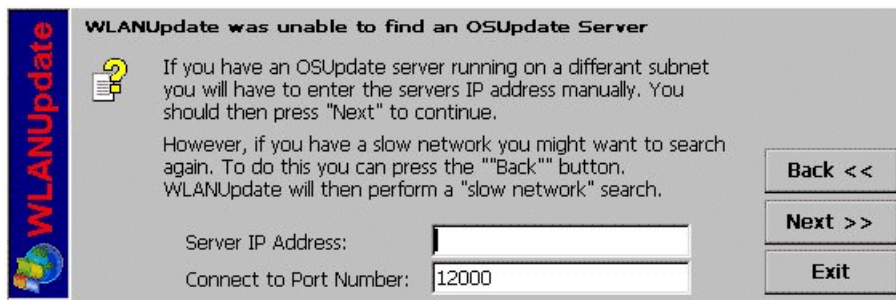 WLANUpdate
WLANUpdate was unable to find an OSUpdate Server
If you have an OSUpdate server running on a differant subnet
you will have to enter the servers IP address manually. You
should then press "Next" to continue.
However, if you have a slow network you might want to search
again. To do this you can press the ""Back"" button.
WLANUpdate will then perform a "slow network" search.
Back <<
Next >>
Server IP Address:
Connect to Port Number: 12000
Exit